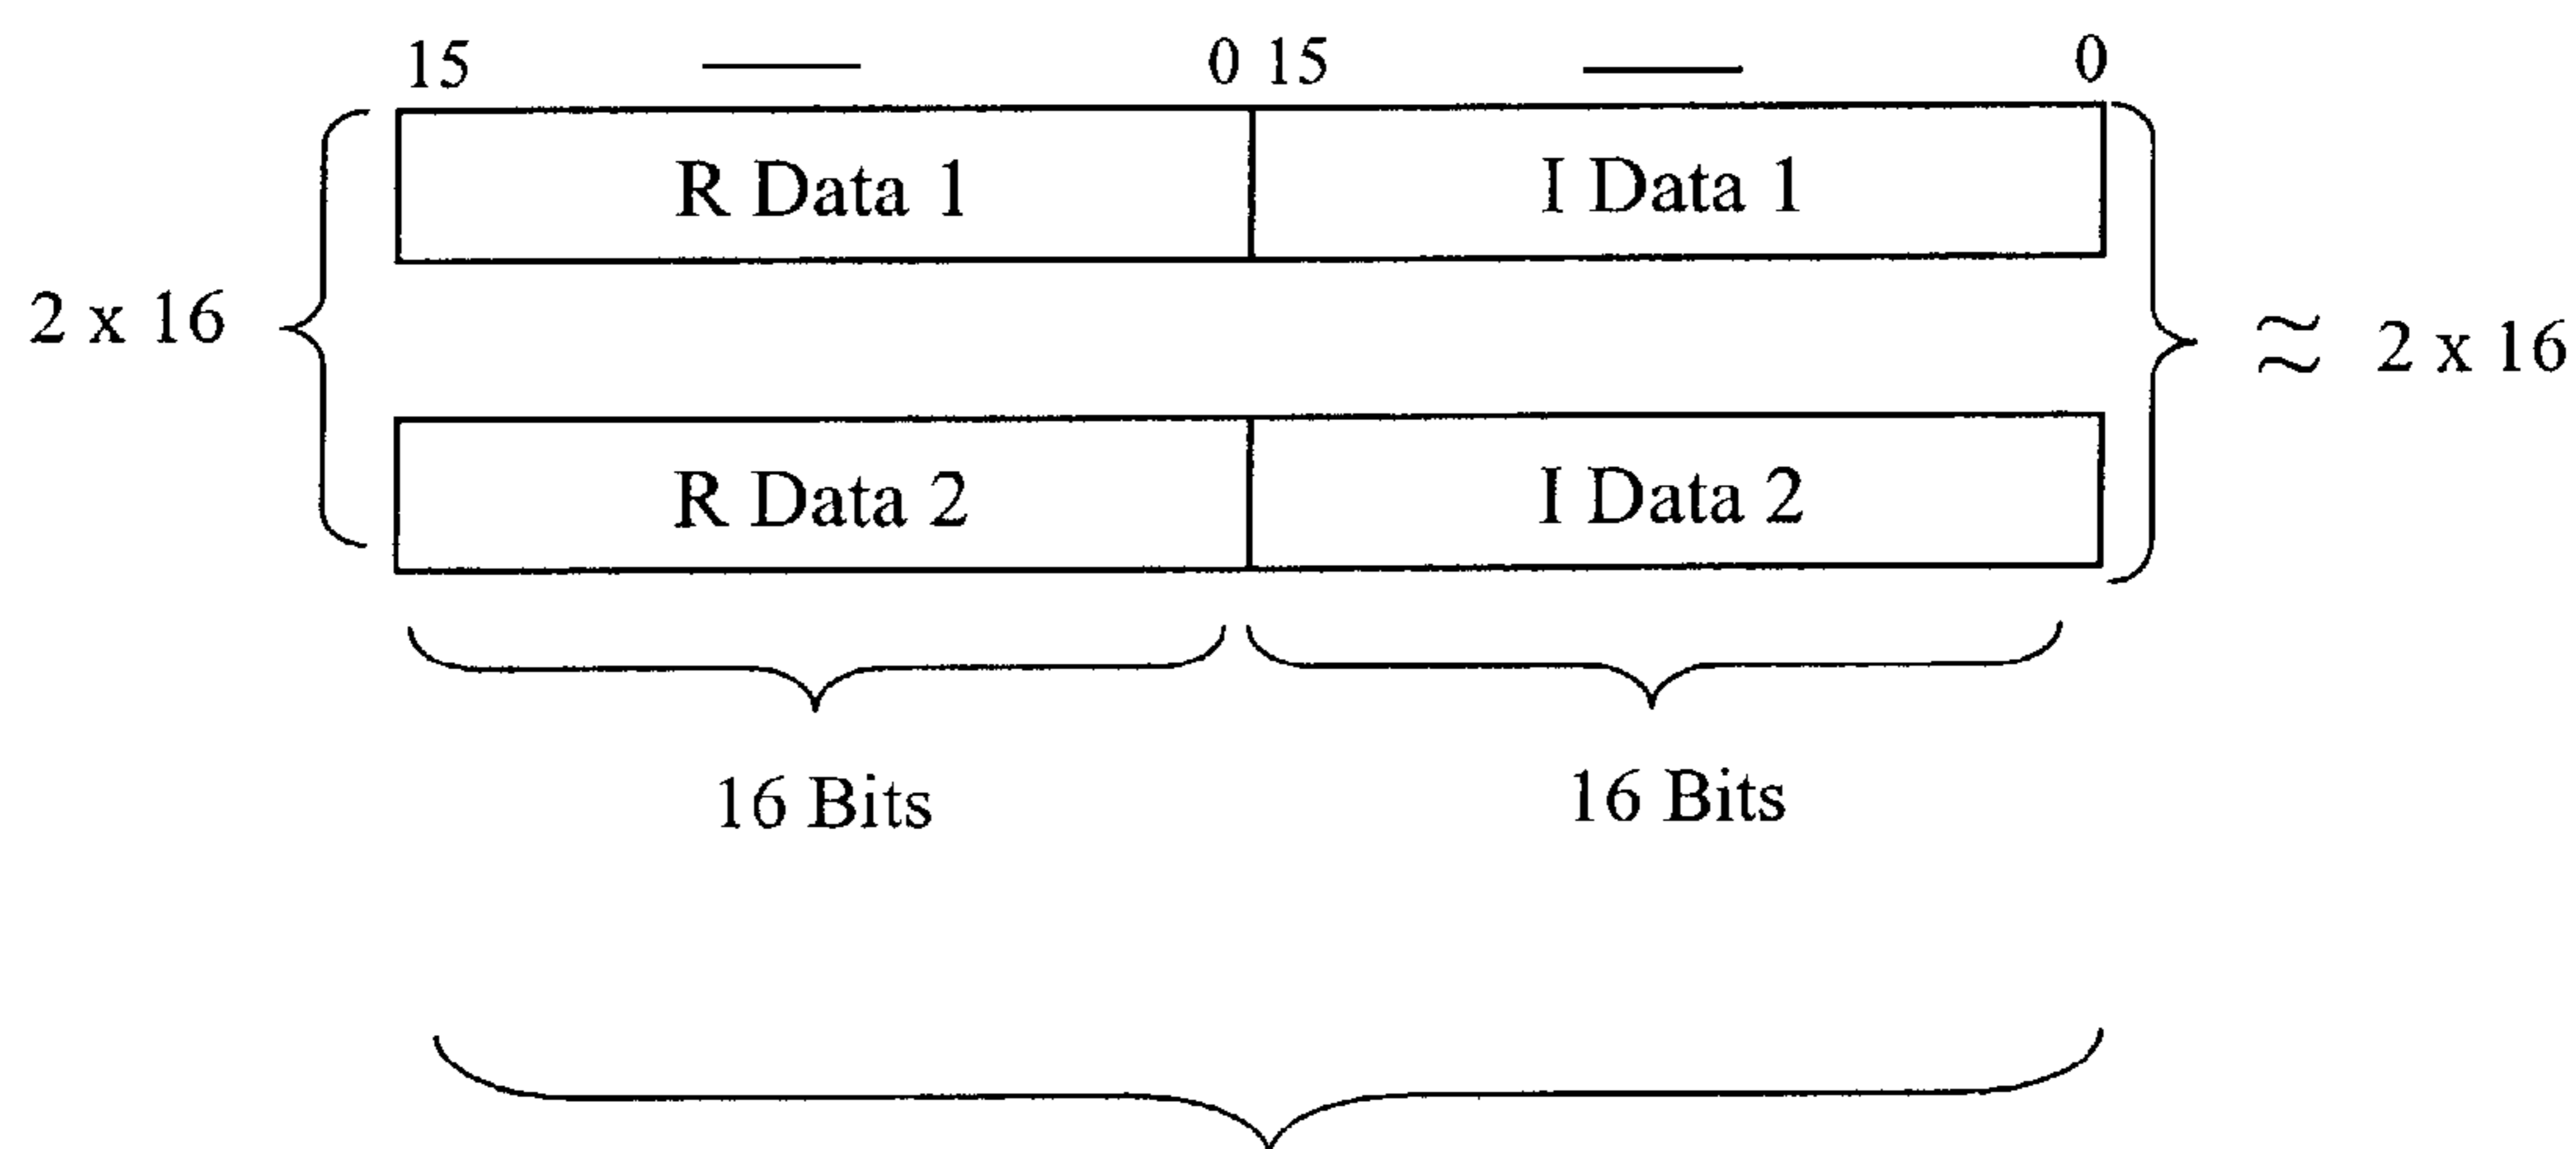 15 — 0 15 — 0
R Data 1 I Data 1
2 x 16 ≈ 2 x 16
R Data 2 I Data 2
16 Bits 16 Bits